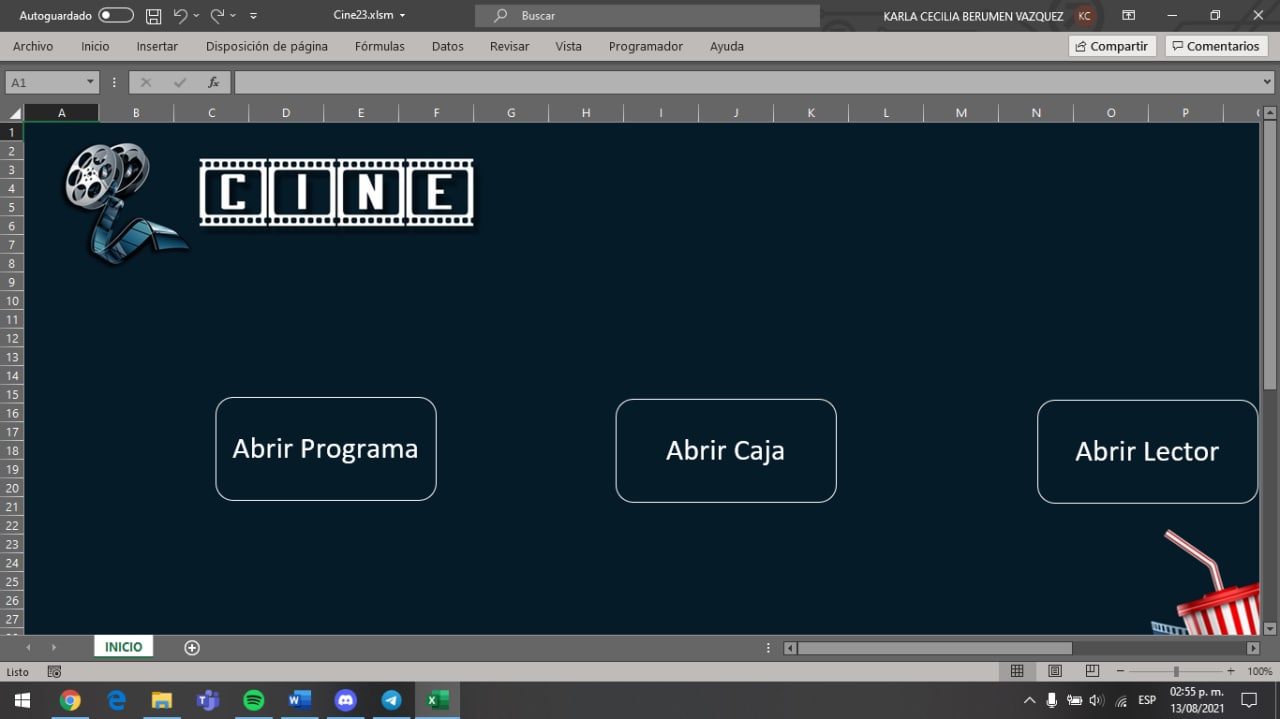 Autoguardado
Cine23.xlsm
Buscar
KARLA CECILIA BERUMEN VAZQUEZ
KC
Archivo Inicio Insertar Disposición de página Fórmulas Datos Revisar Vista Programador Ayuda
Compartir
Comentarios
A1
fx
A B C D E F G H I J K L M N O P
1
2
3
4
5
6
7
8
9
10
11
12
13
14
15
16
17
18
19
20
21
22
23
24
25
26
27
CINE
Abrir Programa
Abrir Caja
Abrir Lector
INICIO
Listo
100%
ESP
02:55 p. m.
13/08/2021